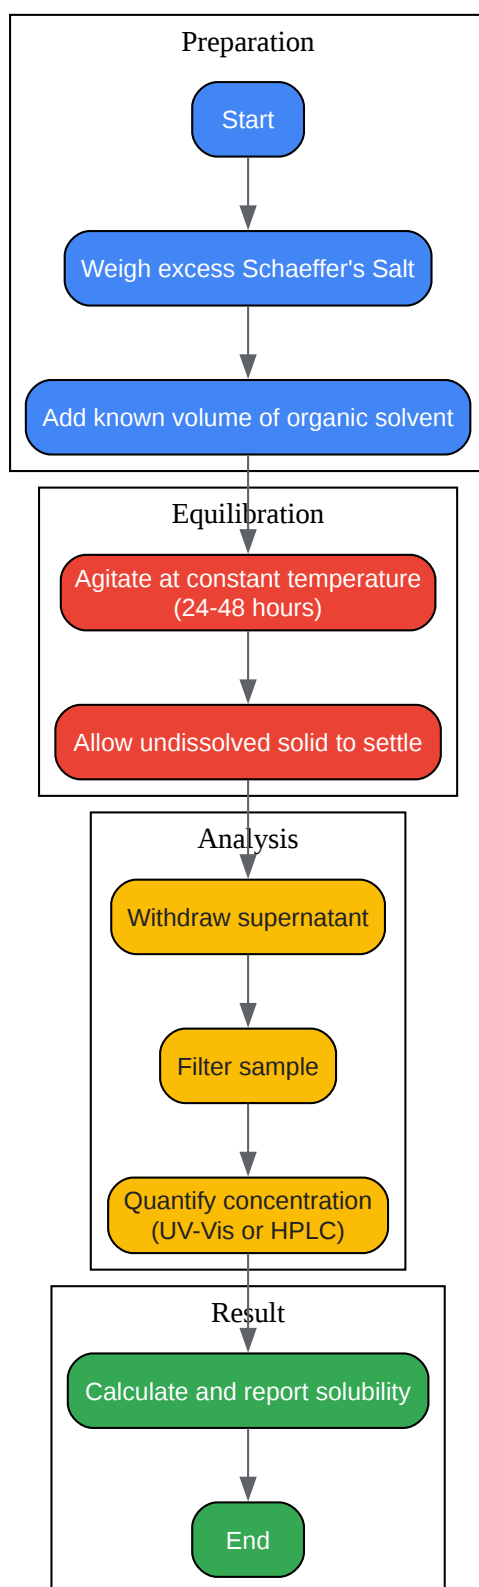 Preparation
Start
Weigh excess Schaeffer's Salt
Add known volume of organic solvent
Equilibration
Agitate at constant temperature
(24-48 hours)
Allow undissolved solid to settle
Analysis
Withdraw supernatant
Filter sample
Quantify concentration
(UV-Vis or HPLC)
Result
Calculate and report solubility
End